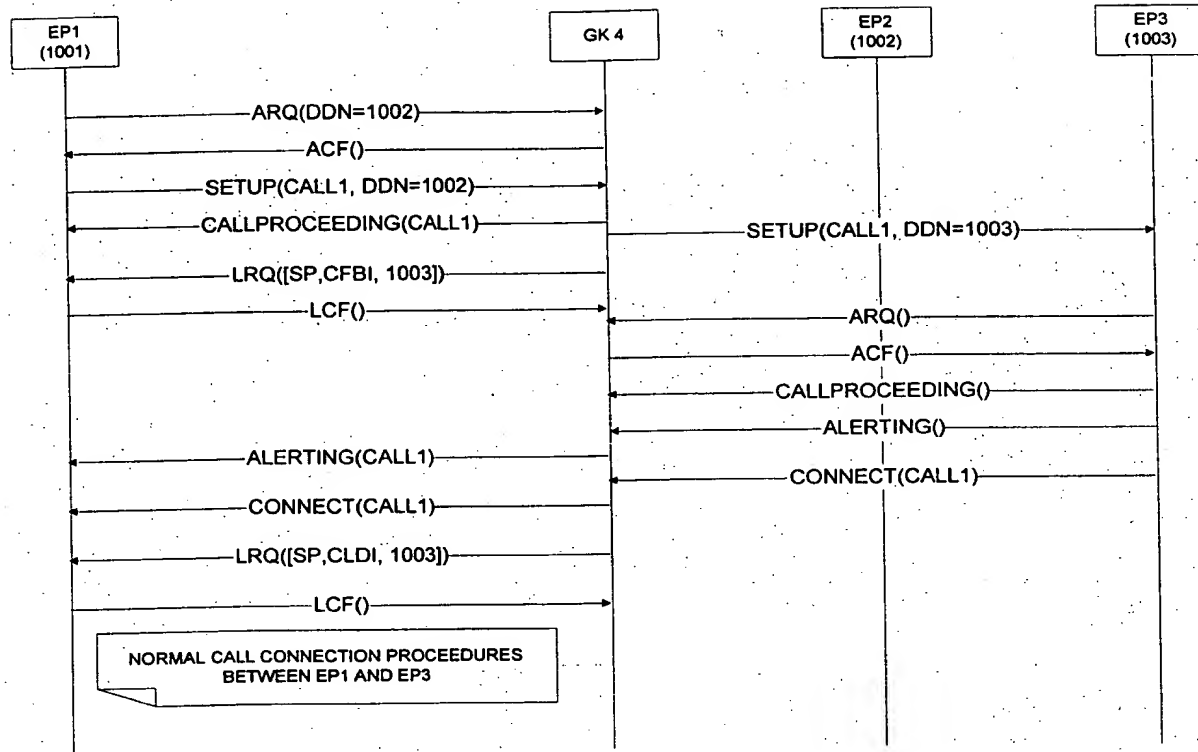 EP1
(1001)
GK 4
EP2
(1002)
EP3
(1003)
ARQ(DDN=1002)
ACF()
SETUP(CALL1, DDN=1002)
CALLPROCEEDING(CALL1)
SETUP(CALL1, DDN=1003)
LRQ([SP,CFBI, 1003])
LCF()
ARQ()
ACF()
CALLPROCEEDING()
ALERTING()
ALERTING(CALL1)
CONNECT(CALL1)
CONNECT(CALL1)
LRQ([SP,CLDI, 1003])
LCF()
NORMAL CALL CONNECTION PROCEEDURES
BETWEEN EP1 AND EP3